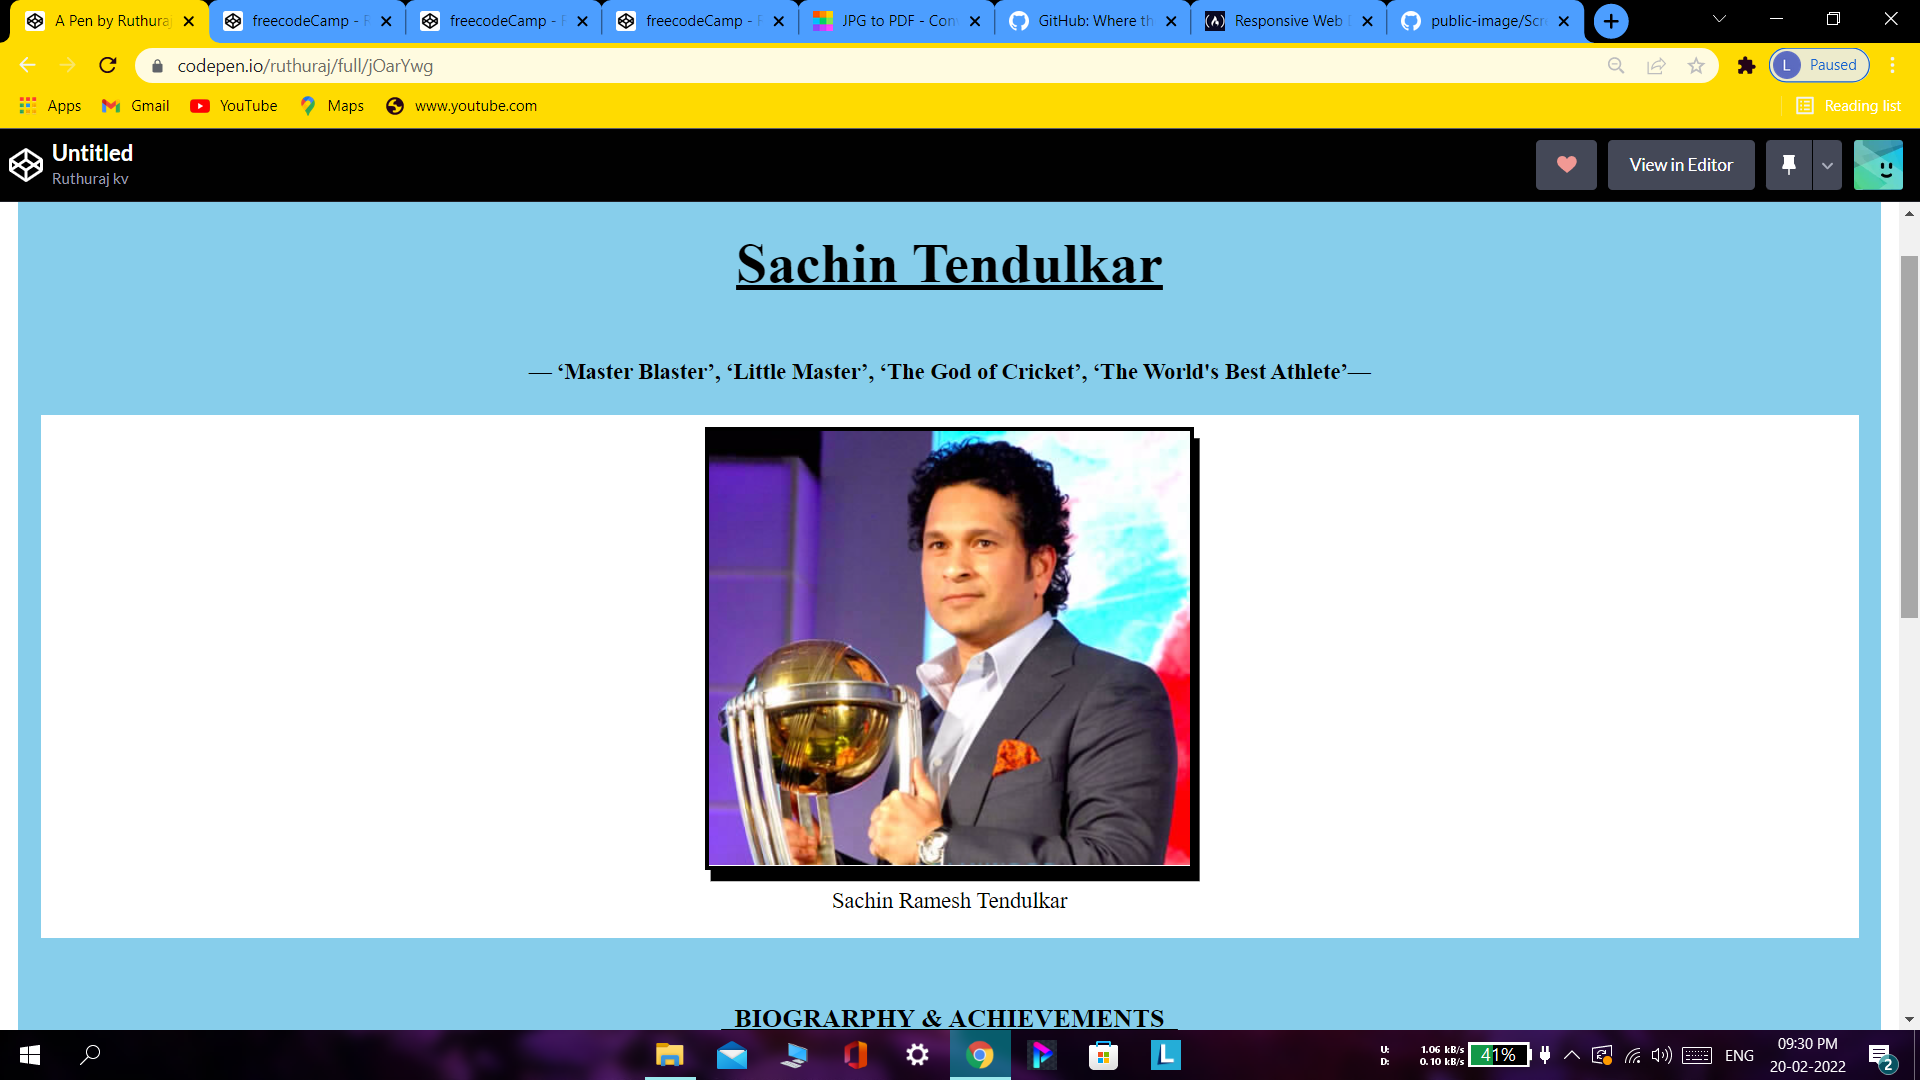 A Pen by Ruthuraj
freecodeCamp -
freecodeCamp -
freecodeCamp -
JPG to PDF - Con
GitHub: Where th
Responsive Web
public-image/Scr
codepen.io/ruthuraj/full/jOarYwg
L Paused
Apps Gmail YouTube Maps www.youtube.com Reading list
Untitled
Ruthuraj kv
View in Editor
Sachin Tendulkar
— ‘Master Blaster’, ‘Little Master’, ‘The God of Cricket’, ‘The World's Best Athlete’—
Sachin Ramesh Tendulkar
BIOGRARPHY & ACHIEVEMENTS
U: 1.06 kB/s
D: 0.10 kB/s
41%
L
ENG
09:30 PM
20-02-2022
2